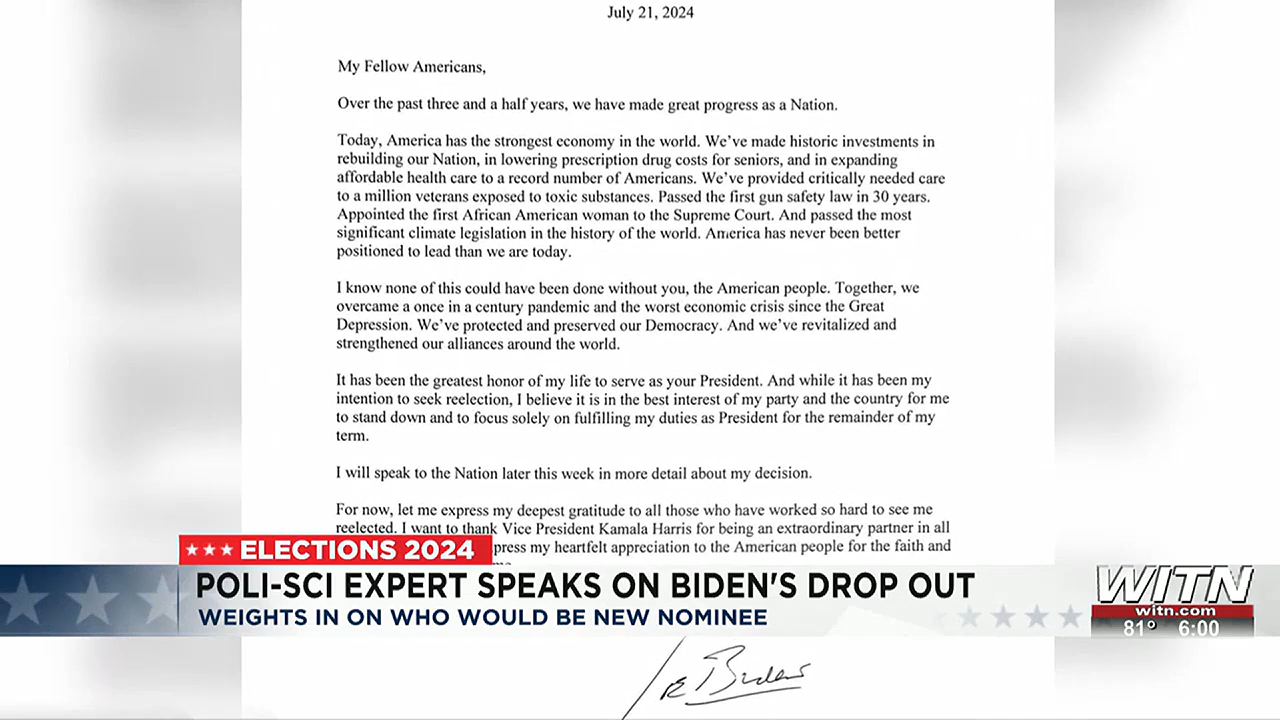 July 21, 2024
My Fellow Americans,
Over the past three and a half years, we have made great progress as a Nation.
Today, America has the strongest economy in the world. We've made historic investments in
rebuilding our Nation, in lowering prescription drug costs for seniors, and in expanding
affordable health care to a record number of Americans. We've provided critically needed care
to a million veterans exposed to toxic substances. Passed the first gun safety law in 30 years.
Appointed the first African American woman to the Supreme Court. And passed the most
significant climate legislation in the history of the world. America has never been better
positioned to lead than we are today.
I know none of this could have been done without you, the American people. Together, we
overcame a once in a century pandemic and the worst economic crisis since the Great
Depression. We've protected and preserved our Democracy. And we've revitalized and
strengthened our alliances around the world.
It has been the greatest honor of my life to serve as your President. And while it has been my
intention to seek reelection, I believe it is in the best interest of my party and the country for me
to stand down and to focus solely on fulfilling my duties as President for the remainder of my
term.
I will speak to the Nation later this week in more detail about my decision.
For now, let me express my deepest gratitude to all those who have worked so hard to see me
reelected. I want to thank Vice President Kamala Harris for being an extraordinary partner in all
my heartfelt appreciation to the American people for the faith and
ELECTIONS 2024
POLI-SCI EXPERT SPEAKS ON BIDEN'S DROP OUT
WEIGHTS IN ON WHO WOULD BE NEW NOMINEE
WITN
witn.com
81° 6:00
Joe Biden